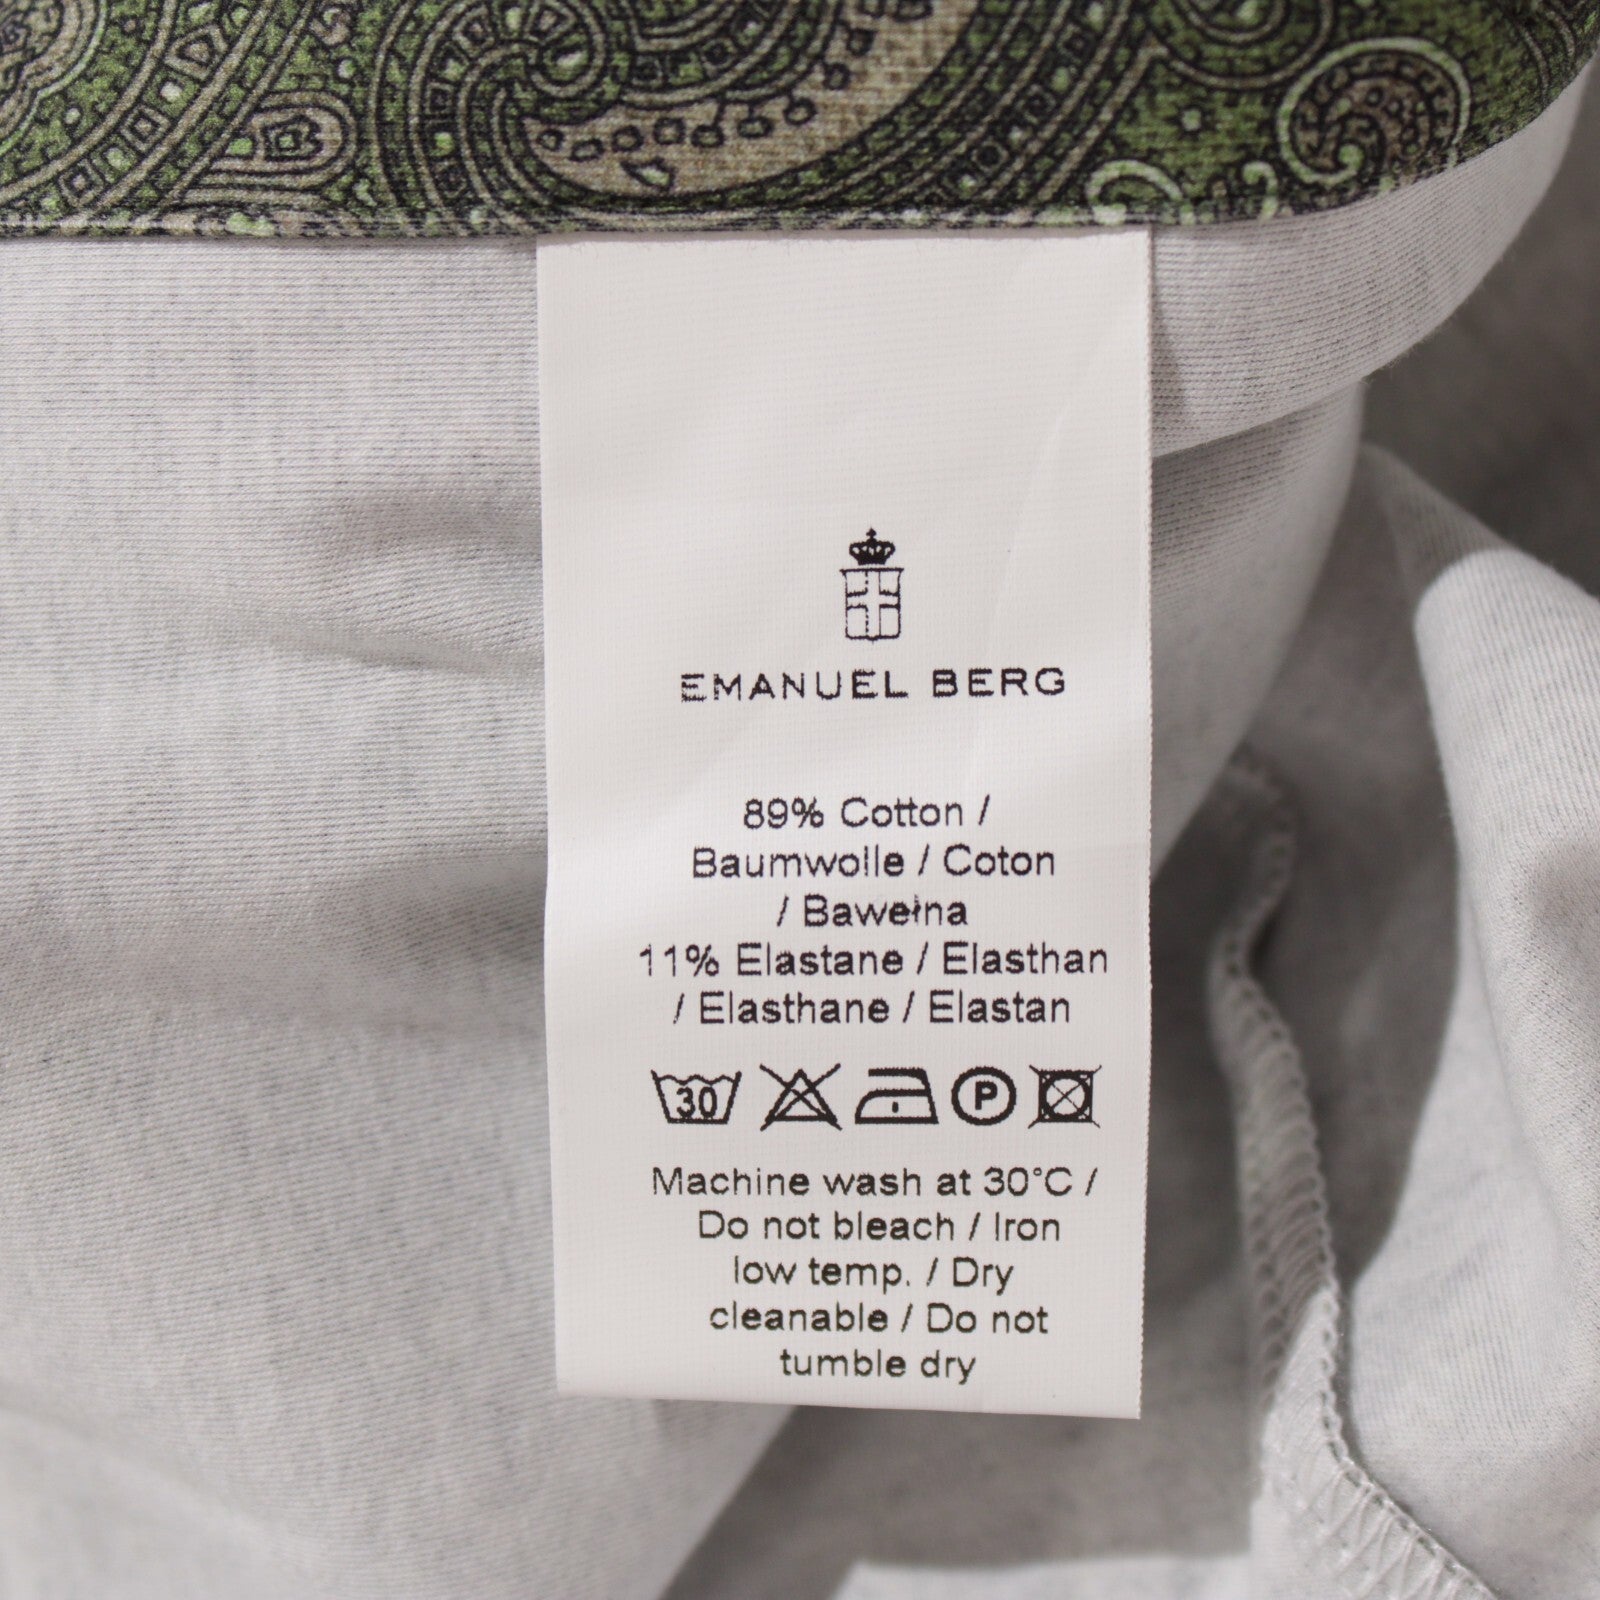 EMANUEL BERG
89% Cotton /
Baumwolle / Coton
/ Bawełna
11% Elastane / Elasthan
/ Elasthane / Elastan
30 P
Machine wash at 30°C /
Do not bleach / Iron
low temp. / Dry
cleanable / Do not
tumble dry